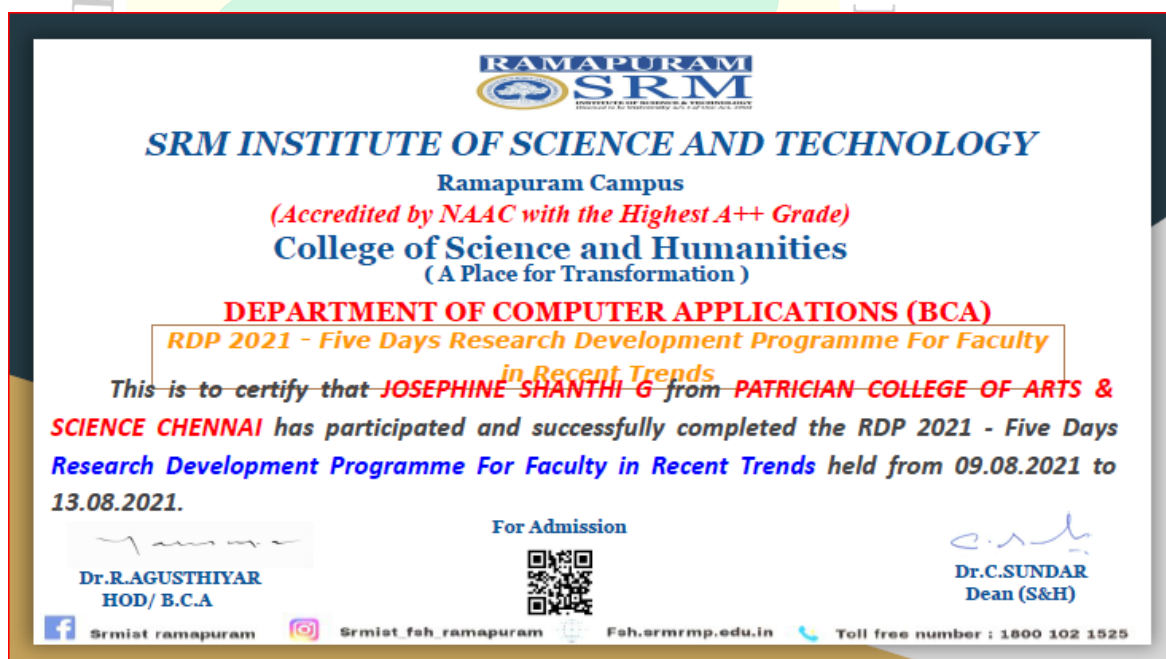 RAMAPURAM
SRM
INSTITUTE OF SCIENCE & TECHNOLOGY
SRM INSTITUTE OF SCIENCE AND TECHNOLOGY
Ramapuram Campus
(Accredited by NAAC with the Highest A++ Grade)
College of Science and Humanities
( A Place for Transformation )
DEPARTMENT OF COMPUTER APPLICATIONS (BCA)
RDP 2021 - Five Days Research Development Programme For Faculty
in Recent Trends
This is to certify that JOSEPHINE SHANTHI G from PATRICIAN COLLEGE OF ARTS &
SCIENCE CHENNAI has participated and successfully completed the RDP 2021 - Five Days
Research Development Programme For Faculty in Recent Trends held from 09.08.2021 to
13.08.2021.
For Admission
Dr.R.AGUSTHIYAR
HOD/ B.C.A
Dr.C.SUNDAR
Dean (S&H)
Srmist ramapuram Srmist_fsh_ramapuram Fsh.srmrmp.edu.in Toll free number : 1800 102 1525